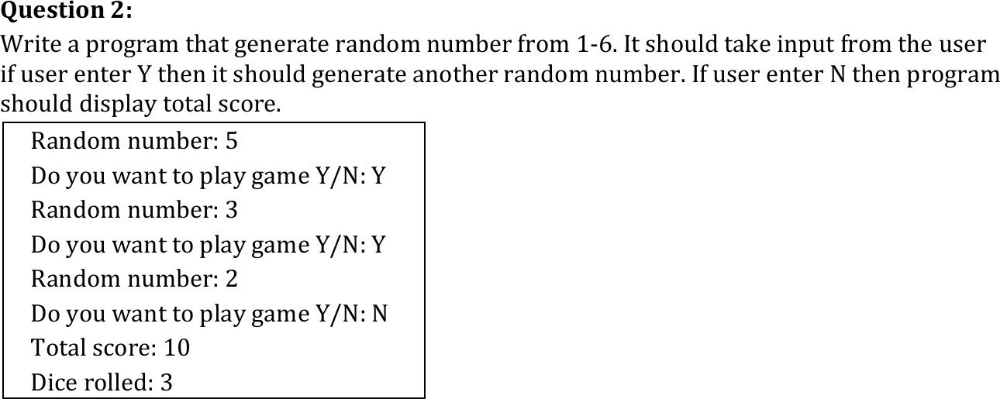 Question 2:
Write a program that generate random number from 1-6. It should take input from the user
if user enter Y then it should generate another random number. If user enter N then program
should display total score.
Random number: 5
Do you want to play game Y/N: Y
Random number: 3
Do you want to play game Y/N: Y
Random number: 2
Do you want to play game Y/N: N
Total score: 10
Dice rolled: 3